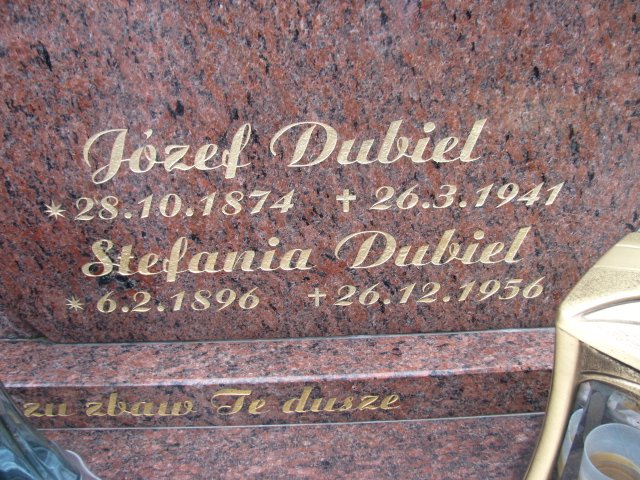 Józef Dubiel
* 28.10.1874 ✝ 26.3.1941
Stefania Dubiel
* 6.2.1896 ✝ 26.12.1956
zu zbaw Te dusze